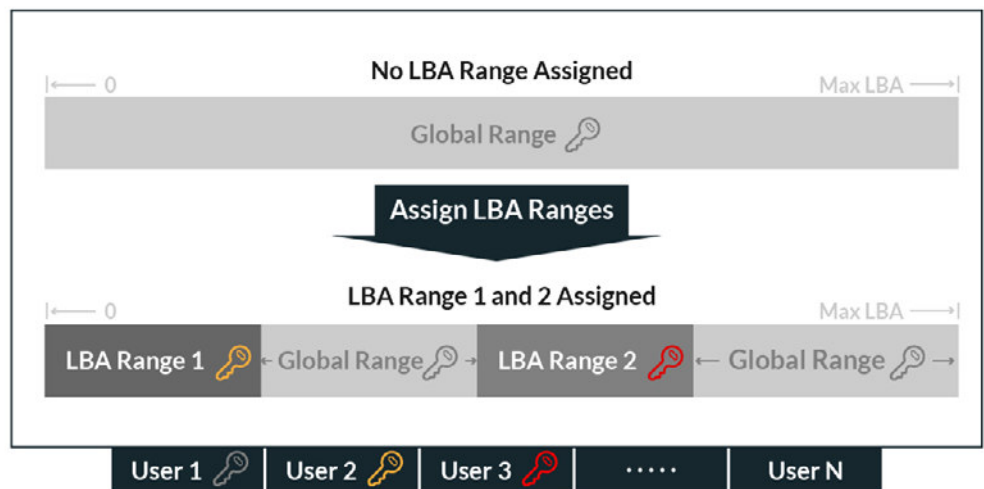 No LBA Range Assigned
0 Max LBA
Global Range
Assign LBA Ranges
LBA Range 1 and 2 Assigned
0 Max LBA
LBA Range 1 Global Range LBA Range 2 Global Range
User 1 User 2 User 3 ..... User N